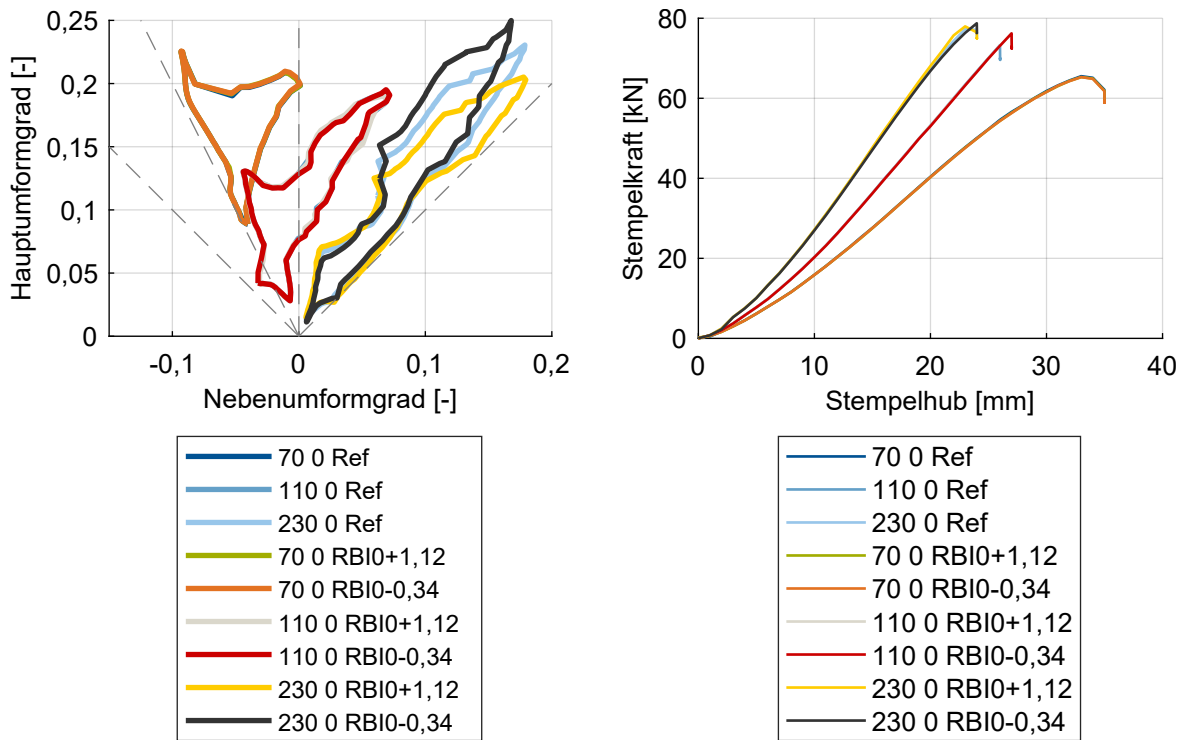 0,25
0,2
0,15
0,1
0,05
0
-0,1
0
0,1
0,2
Hauptumformgrad [-]
Nebenumformgrad [-]
70 0 Ref
110 0 Ref
230 0 Ref
70 0 RBI0+1,12
70 0 RBI0-0,34
110 0 RBI0+1,12
110 0 RBI0-0,34
230 0 RBI0+1,12
230 0 RBI0-0,34
80
60
40
20
0
0
10
20
30
40
Stempelkraft [kN]
Stempelhub [mm]
70 0 Ref
110 0 Ref
230 0 Ref
70 0 RBI0+1,12
70 0 RBI0-0,34
110 0 RBI0+1,12
110 0 RBI0-0,34
230 0 RBI0+1,12
230 0 RBI0-0,34